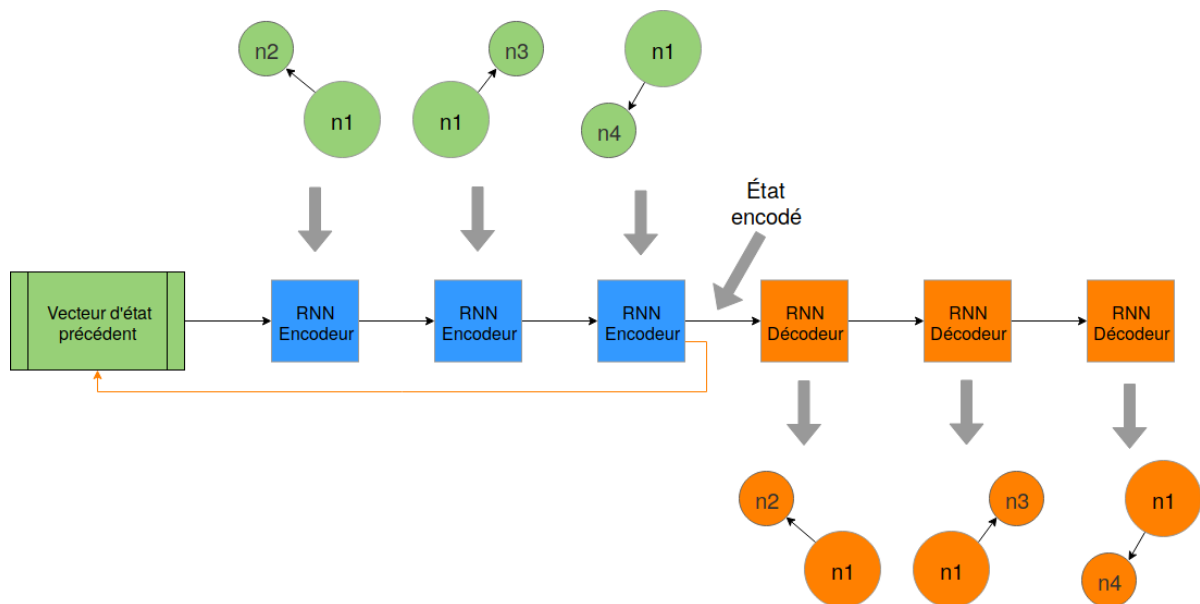 n2
n1
n3
n1
n1
n4
État
encodé
Vecteur d'état
précédent
RNN
Encodeur
RNN
Encodeur
RNN
Encodeur
RNN
Décodeur
RNN
Décodeur
RNN
Décodeur
n2
n1
n3
n1
n1
n4